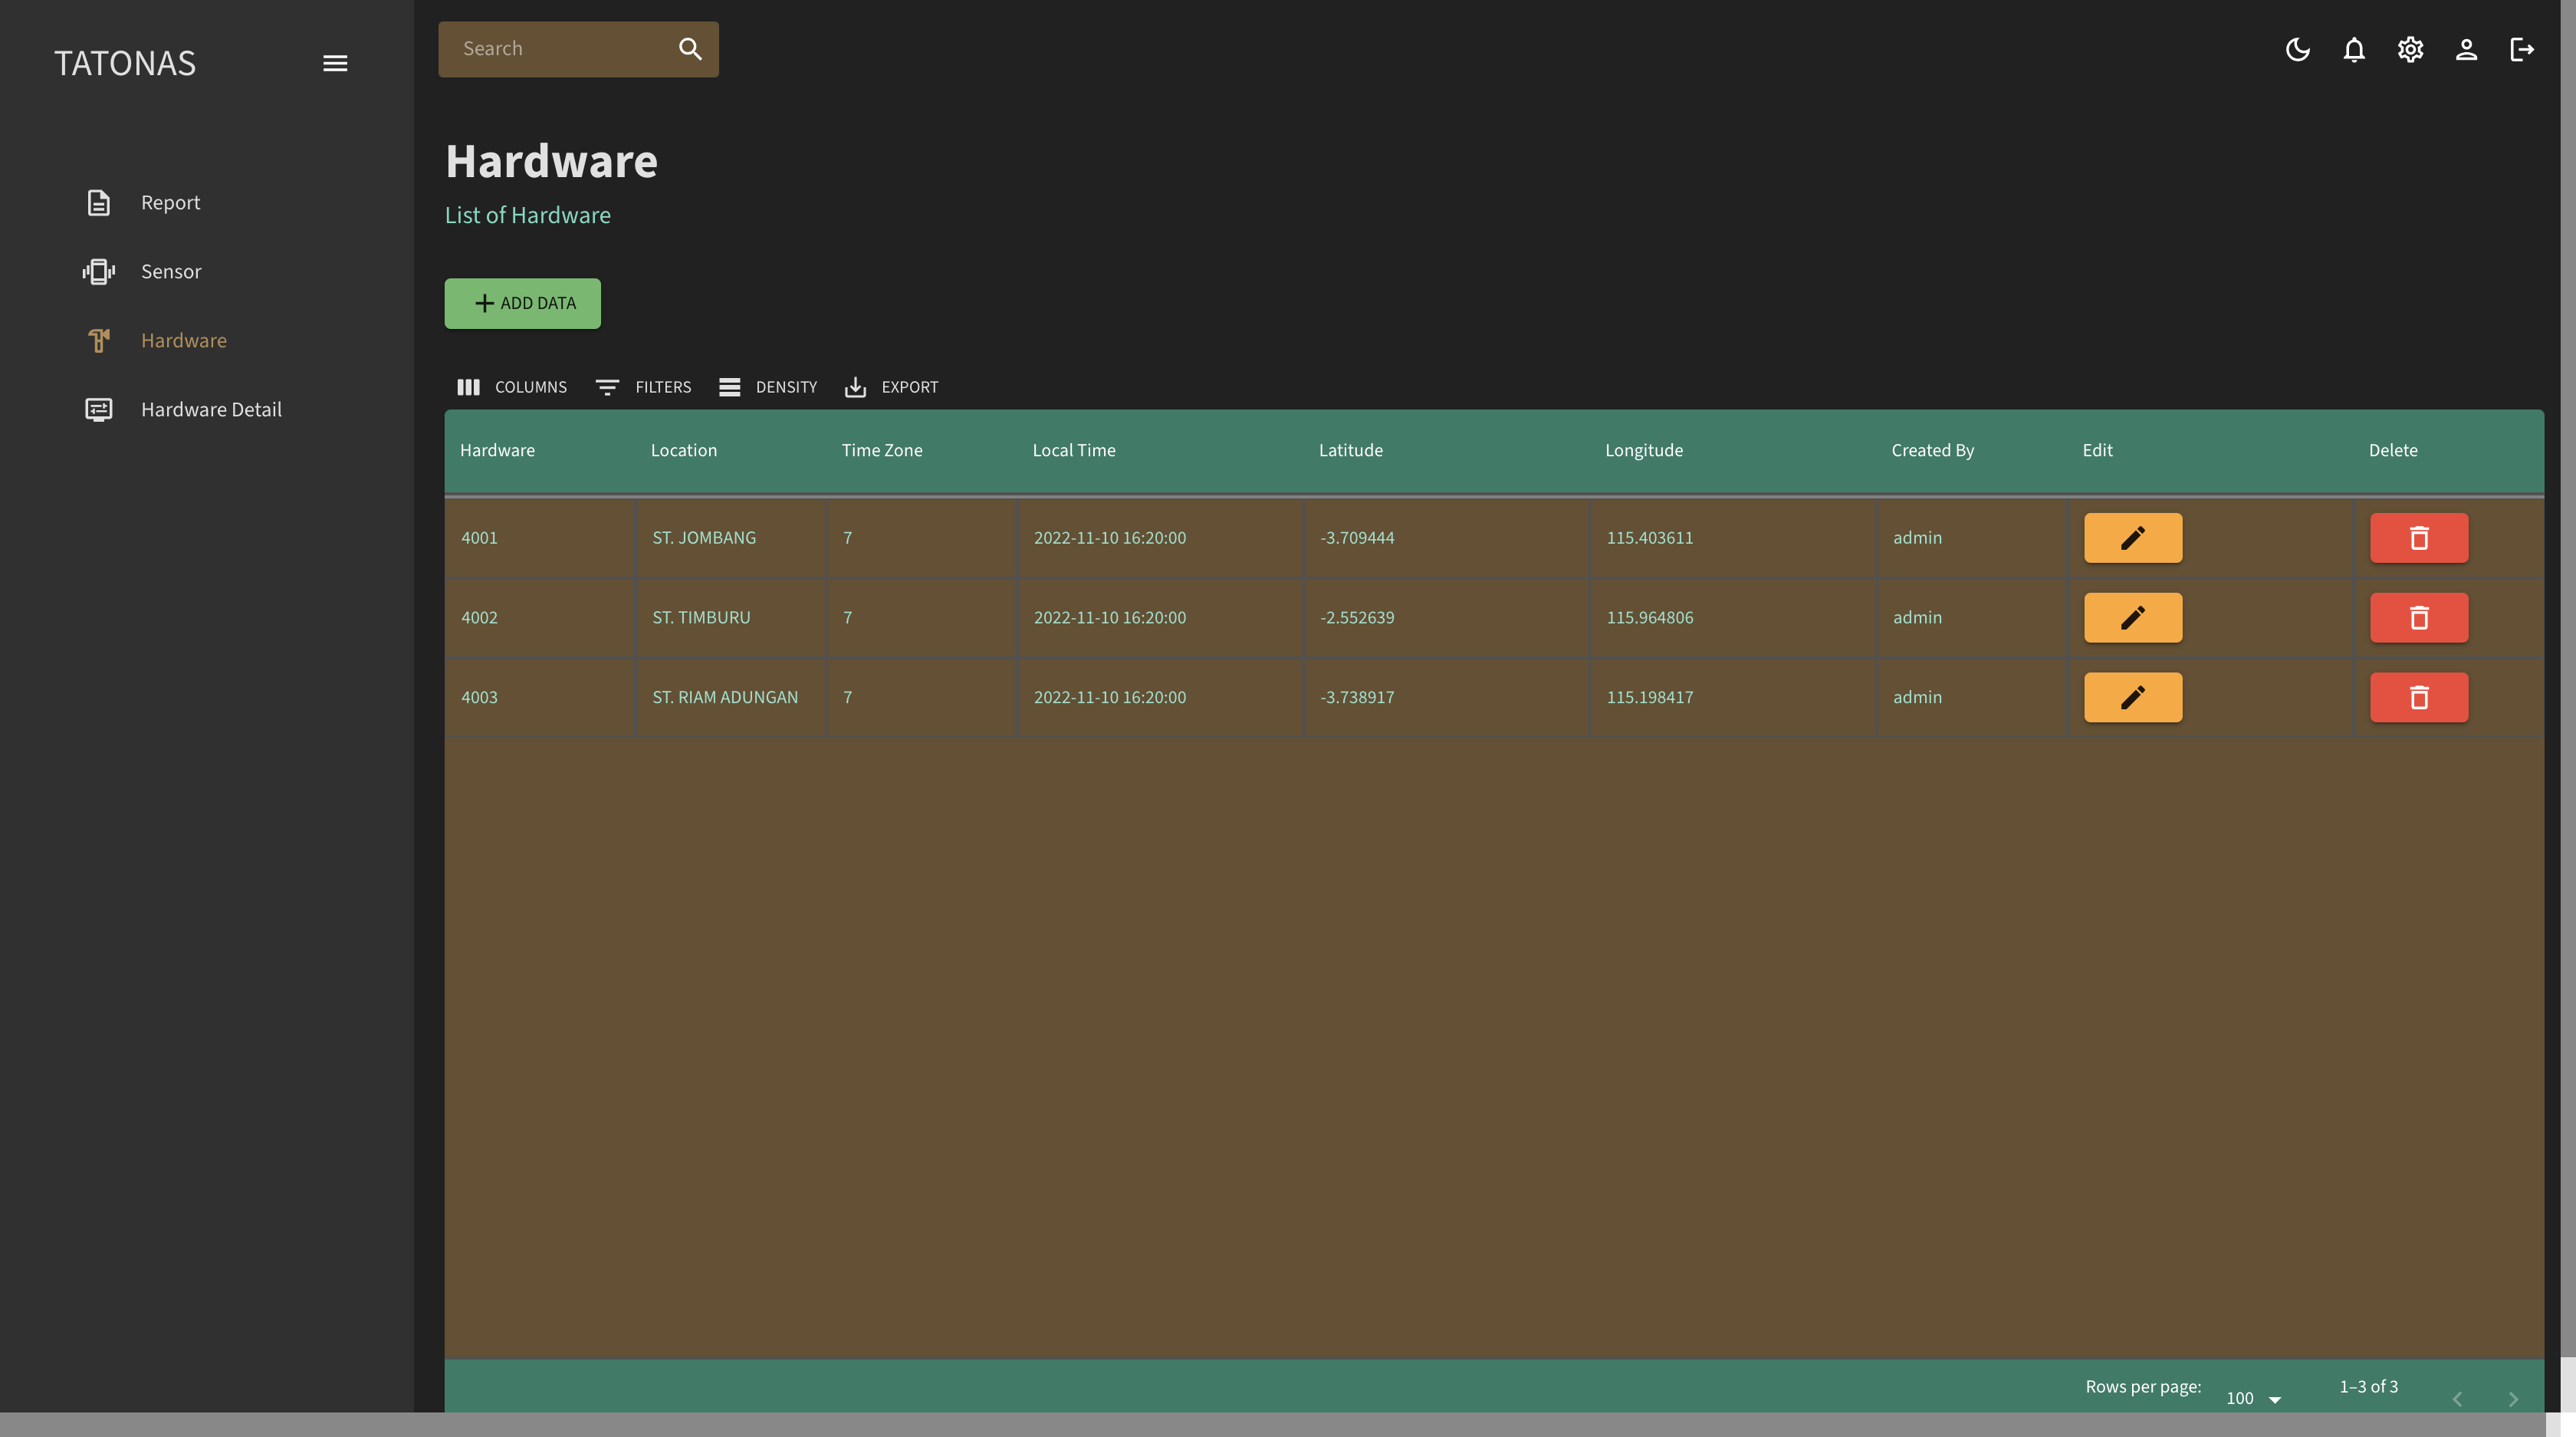 TATONAS
Report
Sensor
Hardware
Hardware Detail
Search
Hardware
List of Hardware
ADD DATA
COLUMNS FILTERS DENSITY EXPORT
Hardware Location Time Zone Local Time Latitude Longitude Created By Edit Delete
4001 ST. JOMBANG 7 2022-11-10 16:20:00 -3.709444 115.403611 admin
4002 ST. TIMBURU 7 2022-11-10 16:20:00 -2.552639 115.964806 admin
4003 ST. RIAM ADUNGAN 7 2022-11-10 16:20:00 -3.738917 115.198417 admin
Rows per page: 100 1–3 of 3